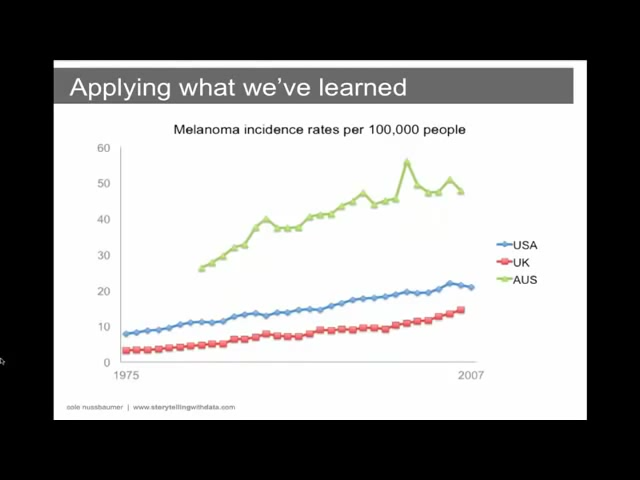 Applying what we've learned
Melanoma incidence rates per 100,000 people
60
50
40
30
20
10
0
1975
2007
USA
UK
AUS
cole nussbaumer | www.storytellingwithdata.com